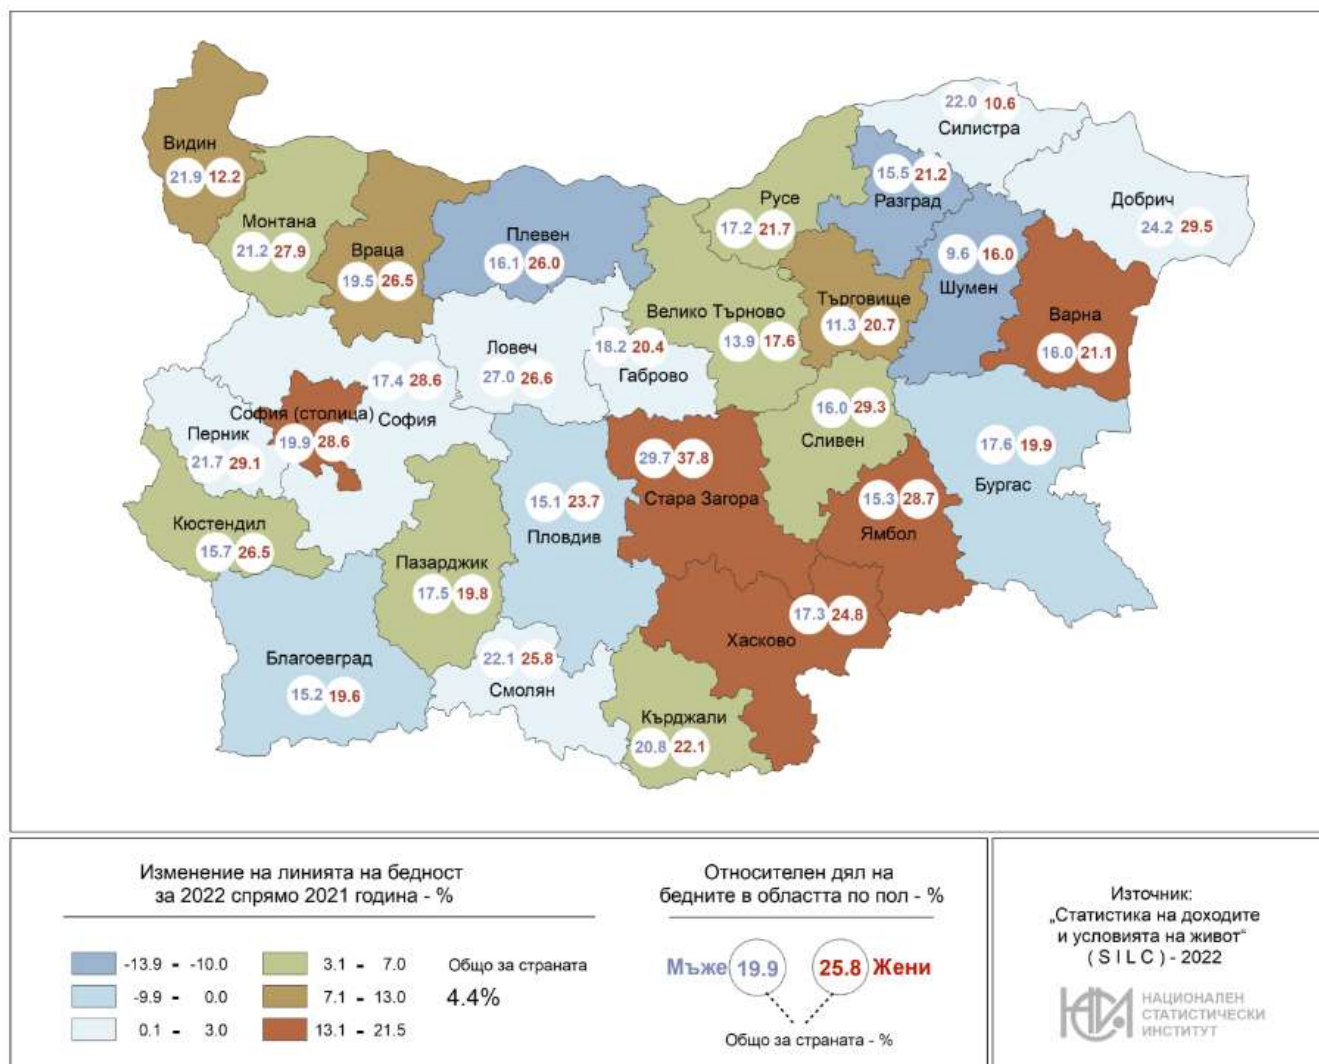 Видин
21.9 12.2
Монтана
21.2 27.9
Враца
19.5 26.5
Плевен
16.1 26.0
Велико Търново
13.9 17.6
Русе
17.2 21.7
15.5 21.2
Разград
22.0 10.6
Силистра
Добрич
24.2 29.5
9.6 16.0
Шумен
Търговище
11.3 20.7
Варна
16.0 21.1
Ловеч
27.0 26.6
18.2 20.4
Габрово
17.4 28.6
София
София (столица)
19.9 28.6
Перник
21.7 29.1
Кюстендил
15.7 26.5
Пазарджик
17.5 19.8
15.1 23.7
Пловдив
29.7 37.8
Стара Загора
16.0 29.3
Сливен
15.3 28.7
Ямбол
17.6 19.9
Бургас
17.3 24.8
Хасково
Благоевград
15.2 19.6
22.1 25.8
Смолян
Кърджали
20.8 22.1
Изменение на линията на бедност
за 2022 спрямо 2021 година - %
-13.9 - -10.0
-9.9 - 0.0
0.1 - 3.0
3.1 - 7.0
7.1 - 13.0
13.1 - 21.5
Общо за страната
4.4%
Относителен дял на
бедните в областта по пол - %
Мъже 19.9 25.8 Жени
Общо за страната - %
Източник:
„Статистика на доходите
и условията на живот“
( S I L C ) - 2022
НСИ
НАЦИОНАЛЕН
СТАТИСТИЧЕСКИ
ИНСТИТУТ